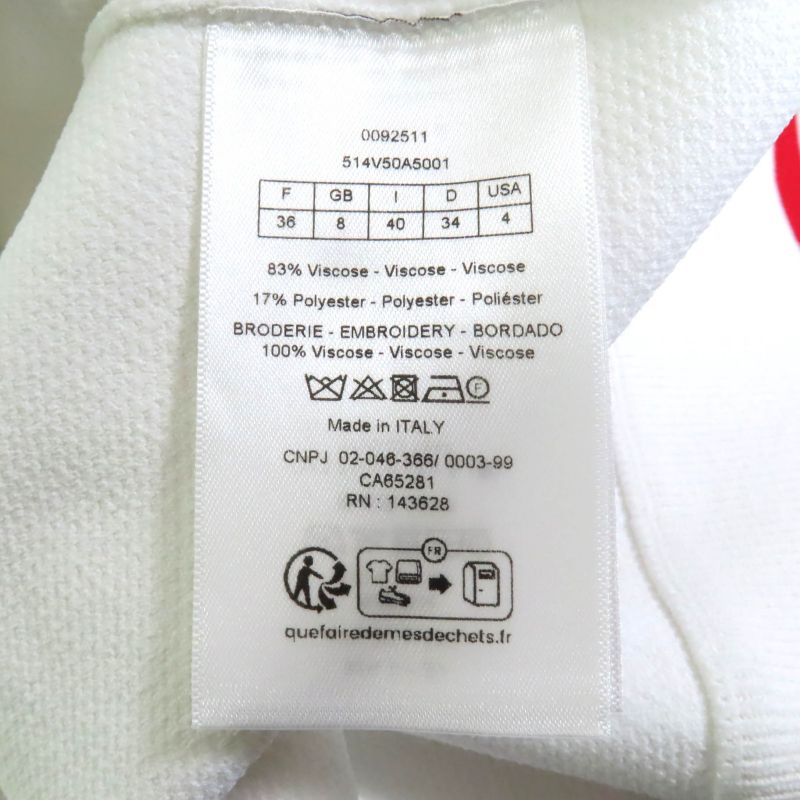 0092511
514V50A5001
F GB I D USA
36 8 40 34 4
83% Viscose - Viscose - Viscose
17% Polyester - Polyester - Poliéster
BRODERIE - EMBROIDERY - BORDADO
100% Viscose - Viscose - Viscose
F
Made in ITALY
CNPJ 02-046-366/ 0003-99
CA65281
RN : 143628
FR
quefairedemesdechets.fr